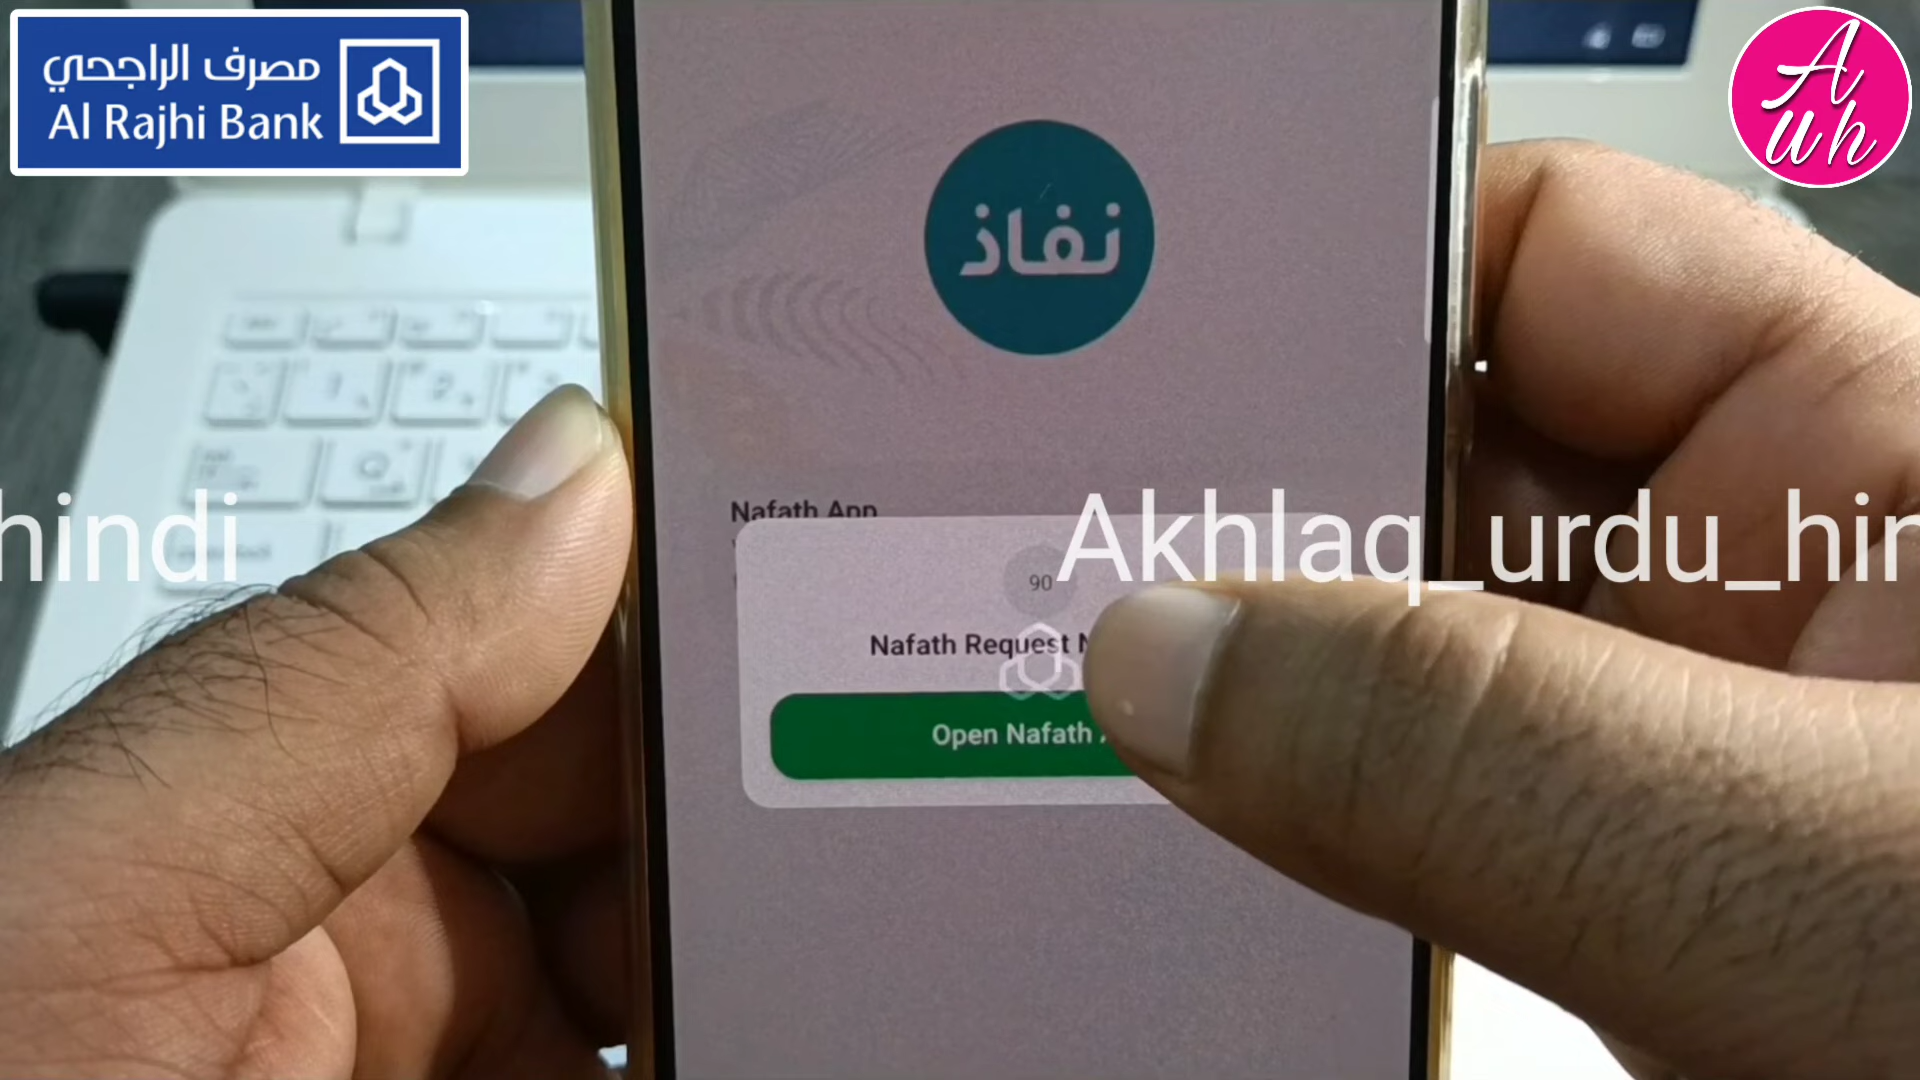 مصرف الراجحي
Al Rajhi Bank
A
u h
نفاذ
Nafath App
hindi
Akhlaq_urdu_hin
90
Nafath Request
Open Nafath